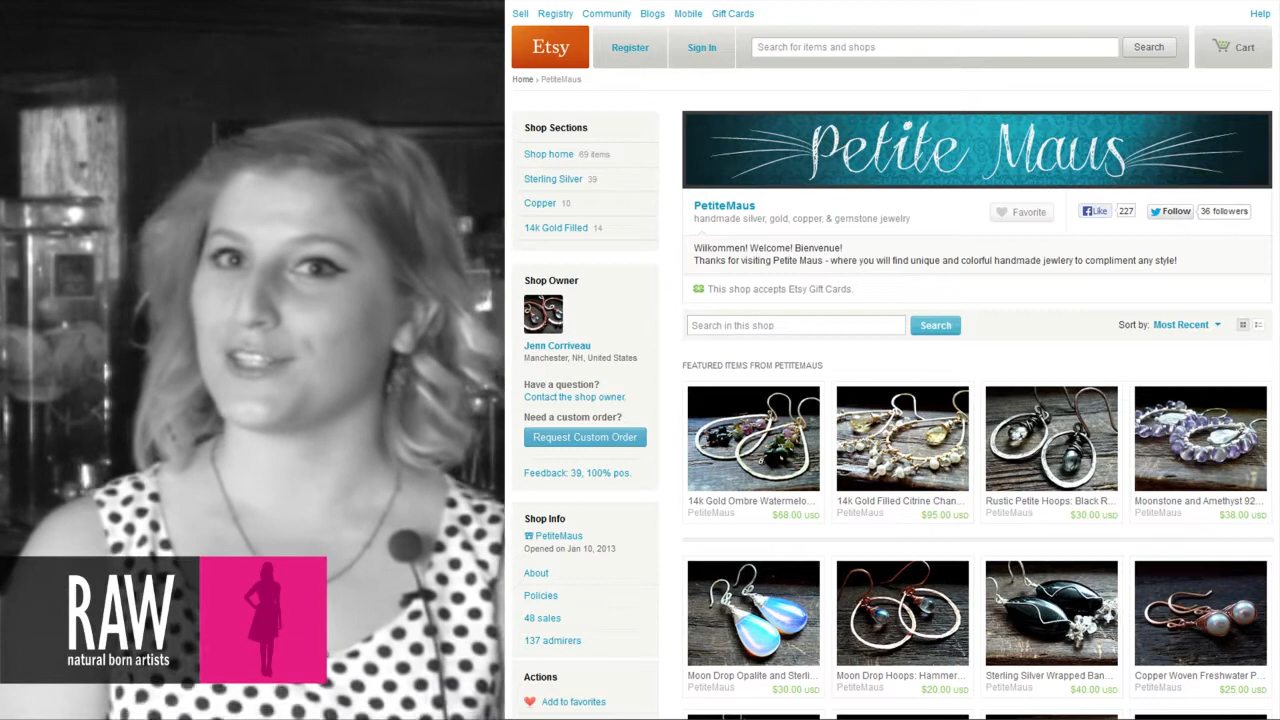 Sell Registry Community Blogs Mobile Gift Cards Help
Etsy Register Sign In Search for items and shops Search Cart
Home › PetiteMaus
Shop Sections
Shop home 69 items
Sterling Silver 39
Copper 10
14k Gold Filled 14
Shop Owner
Jenn Corriveau
Manchester, NH, United States
Have a question?
Contact the shop owner.
Need a custom order?
Request Custom Order
Feedback: 39, 100% pos.
Shop Info
PetiteMaus
Opened on Jan 10, 2013
About
Policies
48 sales
137 admirers
Actions
Add to favorites
Petite Maus
PetiteMaus
handmade silver, gold, copper, & gemstone jewelry
Favorite Like 227 Follow 36 followers
Wilkommen! Welcome! Bienvenue!
Thanks for visiting Petite Maus - where you will find unique and colorful handmade jewlery to compliment any style!
This shop accepts Etsy Gift Cards.
Search in this shop Search Sort by: Most Recent
FEATURED ITEMS FROM PETITEMAUS
14k Gold Ombre Watermelo... 14k Gold Filled Citrine Chan... Rustic Petite Hoops: Black R... Moonstone and Amethyst 92...
PetiteMaus $68.00 USD PetiteMaus $95.00 USD PetiteMaus $30.00 USD PetiteMaus $38.00 USD
Moon Drop Opalite and Sterli... Moon Drop Hoops: Hammer... Sterling Silver Wrapped Ban... Copper Woven Freshwater P...
PetiteMaus $30.00 USD PetiteMaus $20.00 USD PetiteMaus $40.00 USD PetiteMaus $25.00 USD
RAW
natural born artists